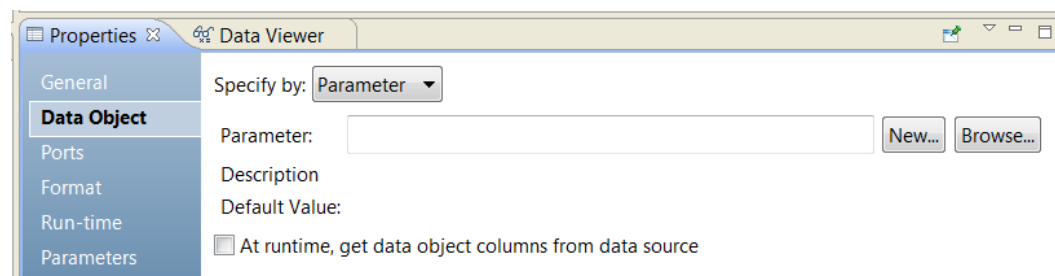 Properties Data Viewer
General
Data Object
Ports
Format
Run-time
Parameters
Specify by: Parameter
Parameter: New... Browse...
Description
Default Value:
At runtime, get data object columns from data source